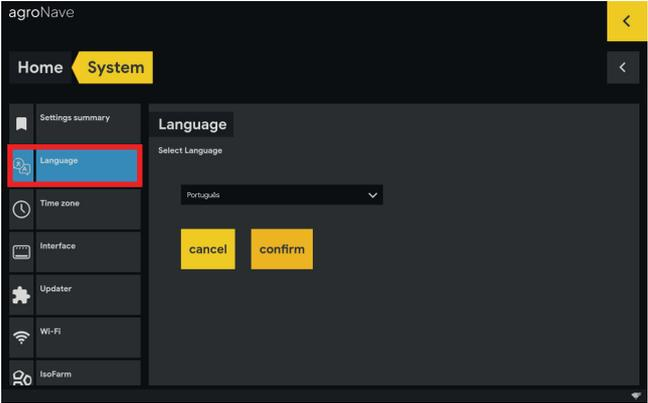 agroNave
Home System
Settings summary
Language
Time zone
Interface
Updater
Wi-Fi
IsoFarm
Language
Select Language
Português
cancel confirm